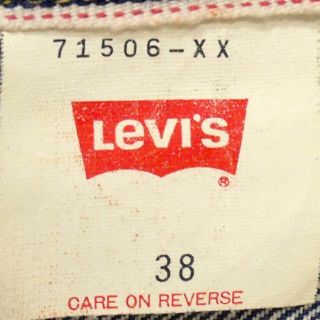 71506-XX
Levi's
®
38
CARE ON REVERSE